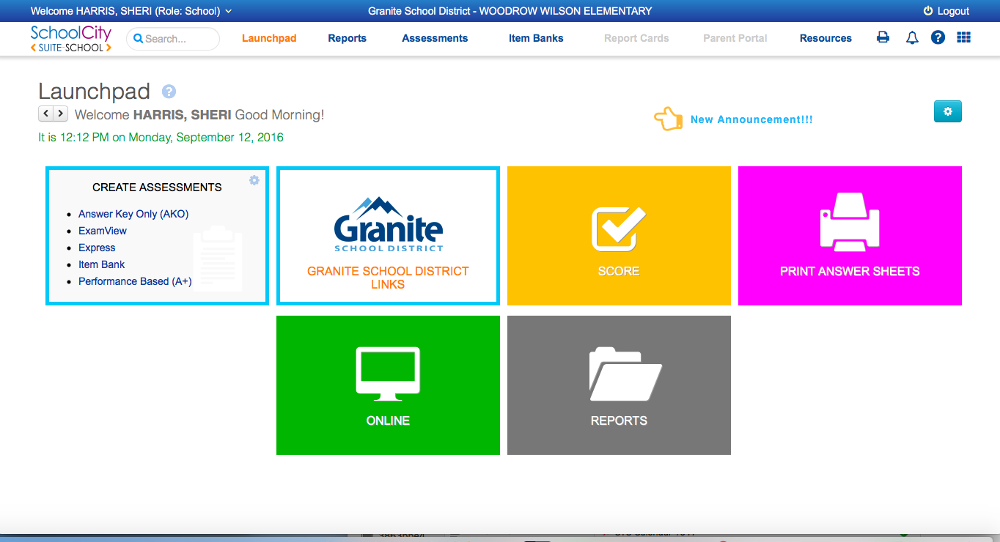 Welcome HARRIS, SHERI (Role: School)
Granite School District - WOODROW WILSON ELEMENTARY
Logout
SchoolCity
SUITE-SCHOOL
Search...
Launchpad
Reports
Assessments
Item Banks
Report Cards
Parent Portal
Resources
?
Launchpad
?
Welcome HARRIS, SHERI Good Morning!
It is 12:12 PM on Monday, September 12, 2016
New Announcement!!!
CREATE ASSESSMENTS
Answer Key Only (AKO)
ExamView
Express
Item Bank
Performance Based (A+)
Granite
SCHOOL DISTRICT
GRANITE SCHOOL DISTRICT
LINKS
SCORE
PRINT ANSWER SHEETS
ONLINE
REPORTS